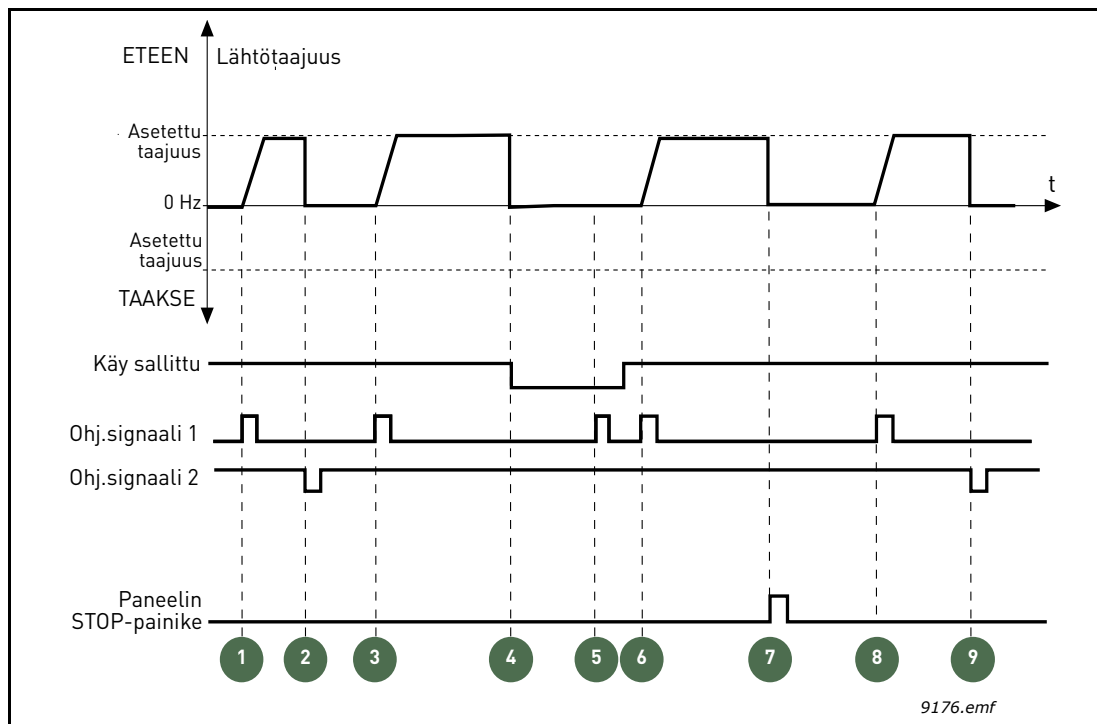 ETEEN
Lähtötaajuus
Asetettu
taajuus
t
0 Hz
Asetettu
taajuus
TAAKSE
Käy sallittu
Ohj.signaali 1
Ohj.signaali 2
Paneelin
STOP-painike
1 2 3 4 5 6 7 8 9
9176.emf